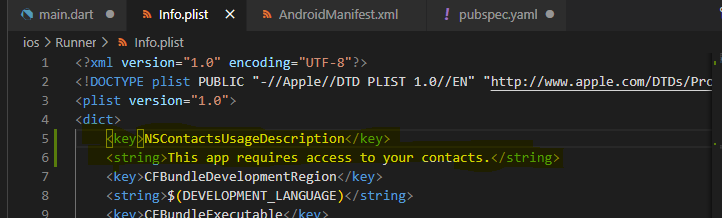 main.dart
Info.plist
AndroidManifest.xml
! pubspec.yaml
ios > Runner > Info.plist
1 <?xml version="1.0" encoding="UTF-8"?>
2 <!DOCTYPE plist PUBLIC "-//Apple//DTD PLIST 1.0//EN" "http://www.apple.com/DTDs/Pro
3 <plist version="1.0">
4 <dict>
5 <key>NSContactsUsageDescription</key>
6 <string>This app requires access to your contacts.</string>
7 <key>CFBundleDevelopmentRegion</key>
8 <string>$(DEVELOPMENT_LANGUAGE)</string>
9 <key>CFBundleExecutable</key>